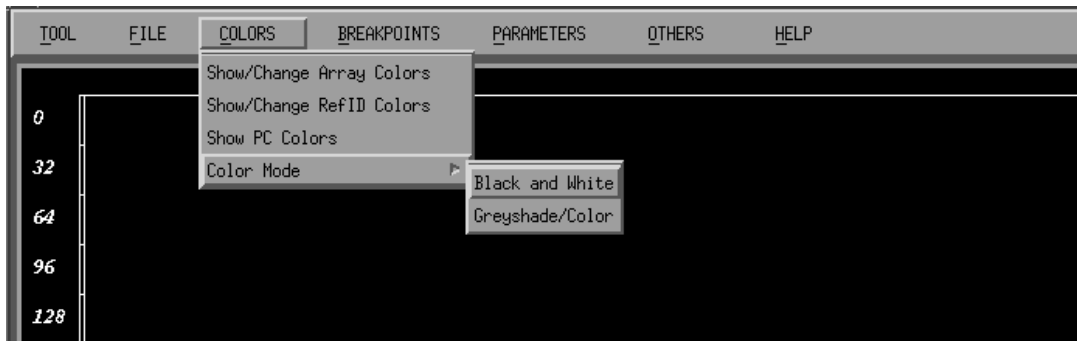 TOOL FILE COLORS BREAKPOINTS PARAMETERS OTHERS HELP
Show/Change Array Colors
Show/Change RefID Colors
Show PC Colors
Color Mode
Black and White
Greyshade/Color
0
32
64
96
128